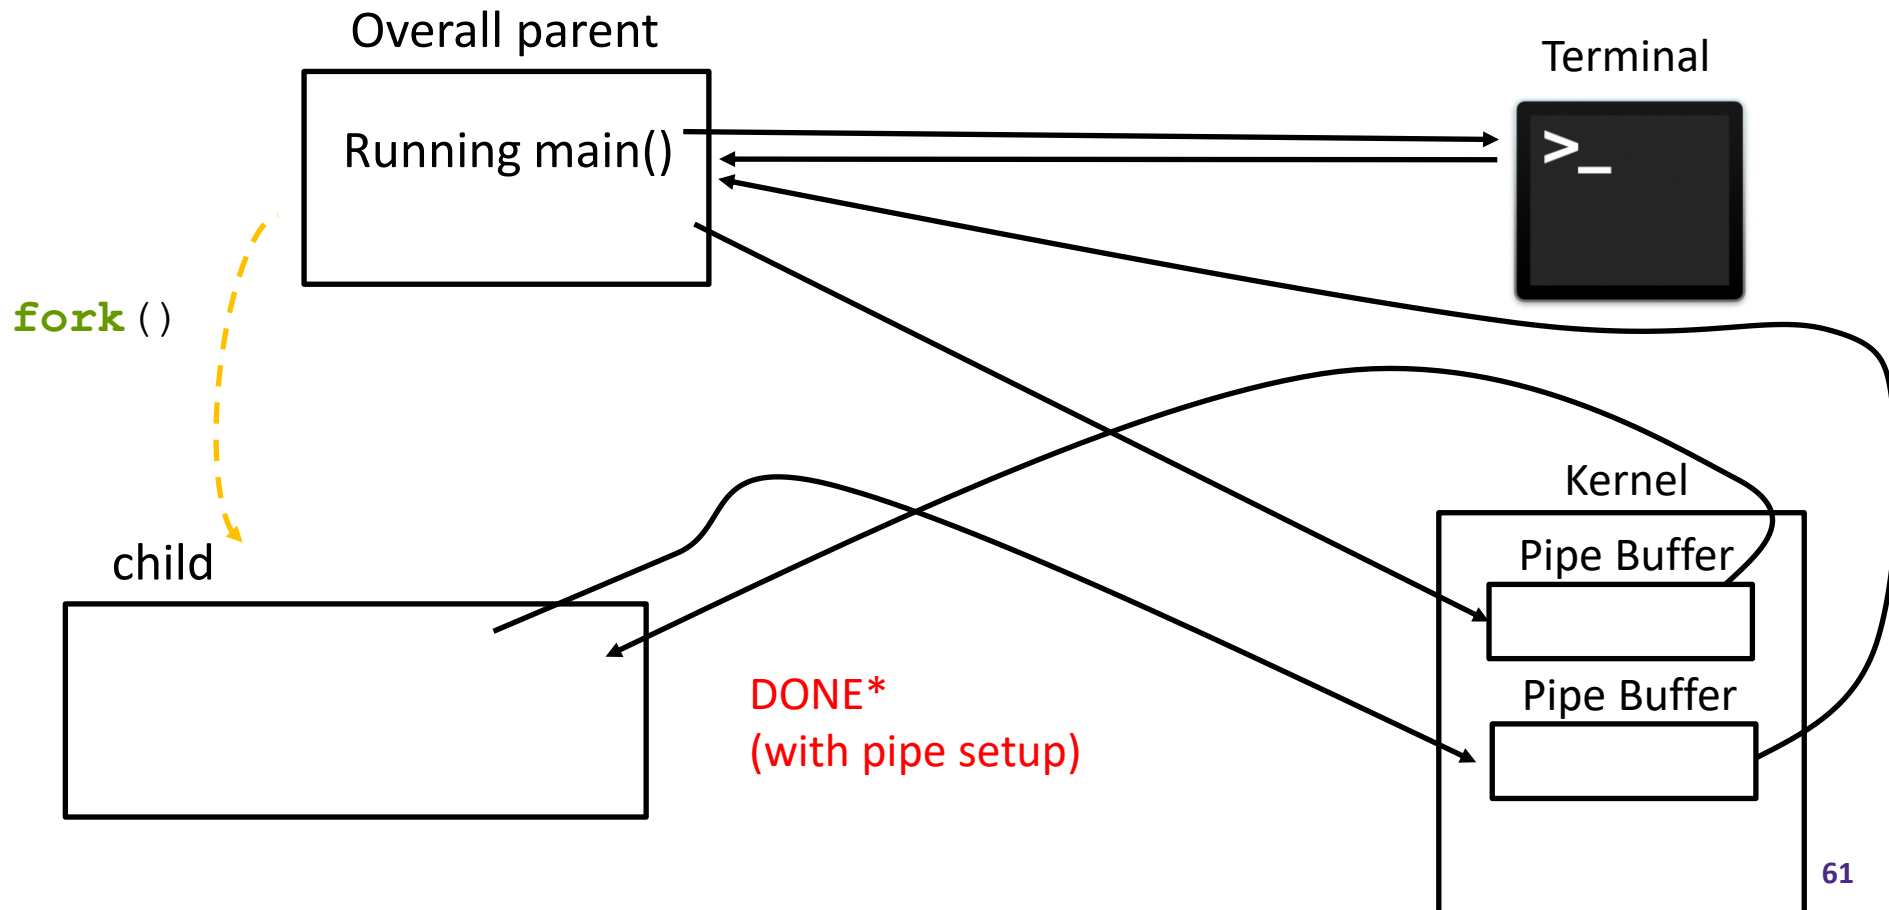 Overall parent
Terminal
Running main()
>_
fork()
Kernel
child
Pipe Buffer
DONE*
(with pipe setup)
Pipe Buffer
61